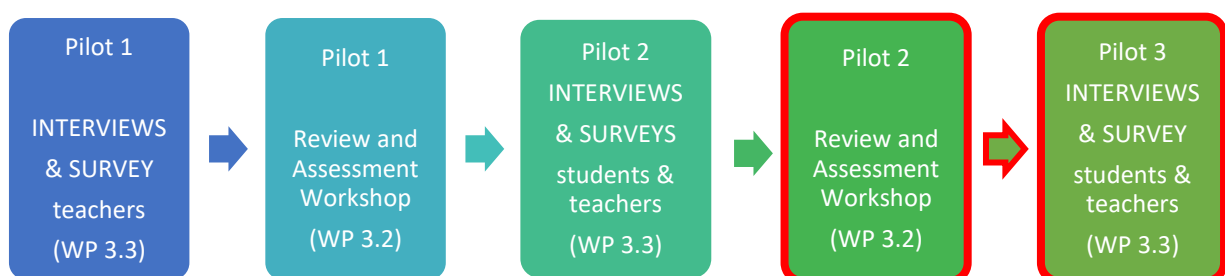 Pilot 1
INTERVIEWS
& SURVEY
teachers
(WP 3.3)
Pilot 1
Review and
Assessment
Workshop
(WP 3.2)
Pilot 2
INTERVIEWS
& SURVEYS
students &
teachers
(WP 3.3)
Pilot 2
Review and
Assessment
Workshop
(WP 3.2)
Pilot 3
INTERVIEWS
& SURVEY
students &
teachers
(WP 3.3)